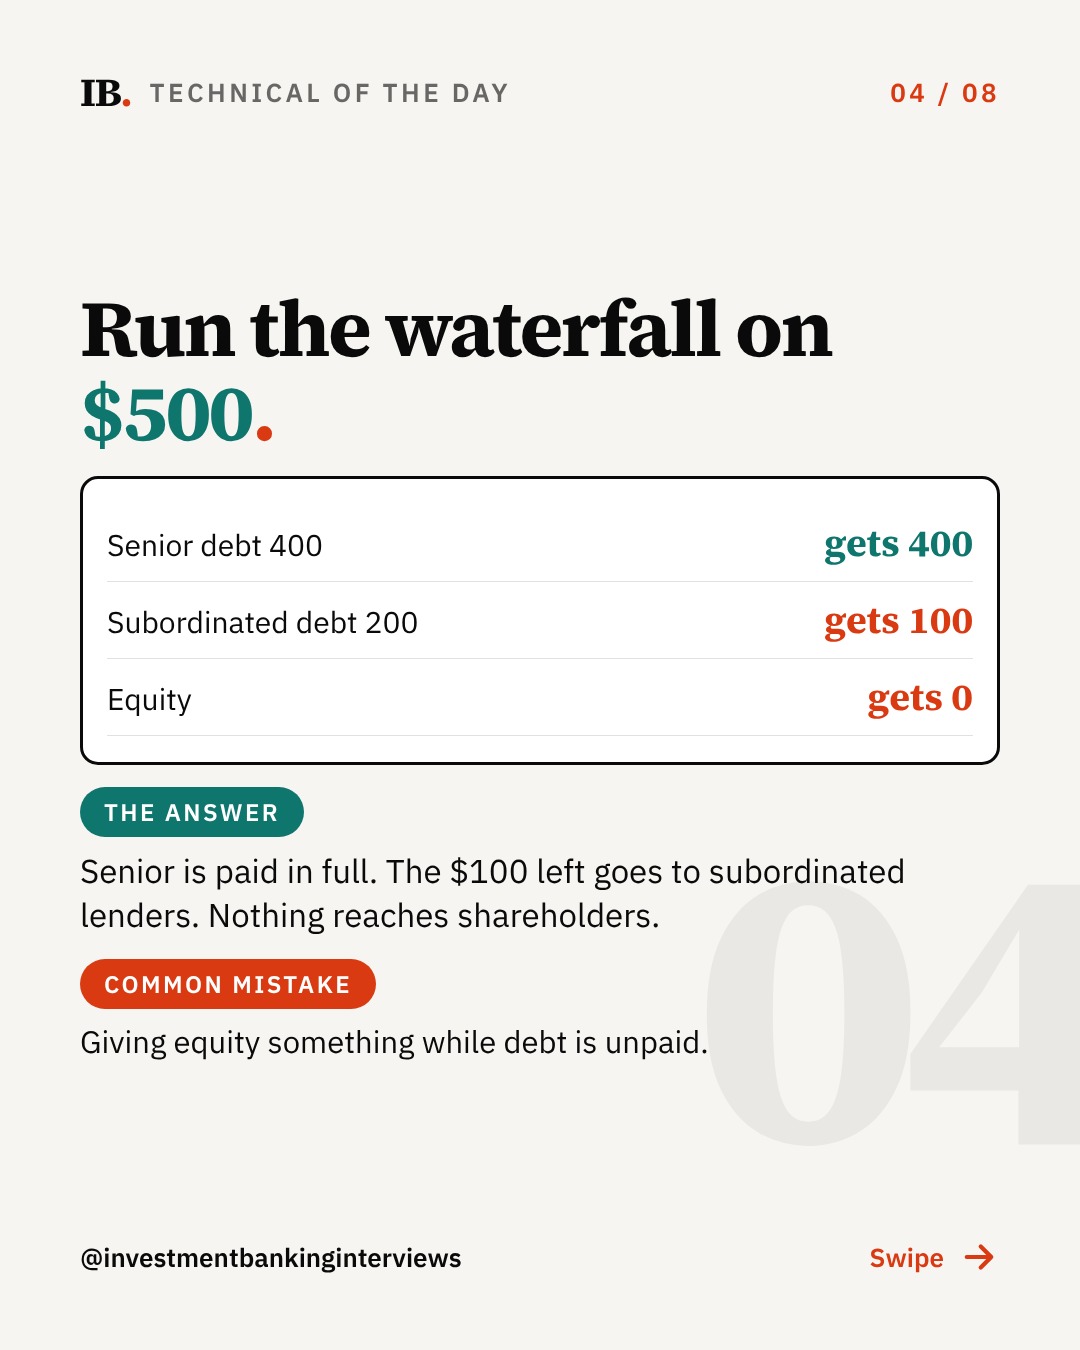 IB. TECHNICAL OF THE DAY
04 / 08
Run the waterfall on
$500.
Senior debt 400 gets 400
Subordinated debt 200 gets 100
Equity gets 0
THE ANSWER
Senior is paid in full. The $100 left goes to subordinated
lenders. Nothing reaches shareholders.
COMMON MISTAKE
Giving equity something while debt is unpaid.
04
@investmentbankinginterviews
Swipe →